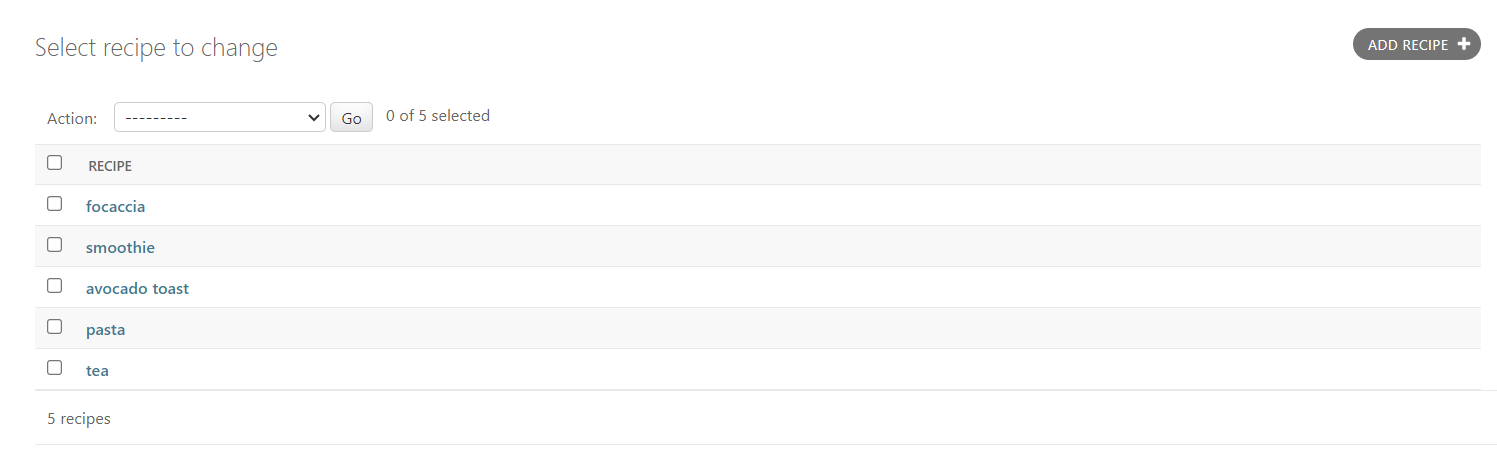 Select recipe to change
ADD RECIPE +
Action: --------- Go 0 of 5 selected
RECIPE
focaccia
smoothie
avocado toast
pasta
tea
5 recipes